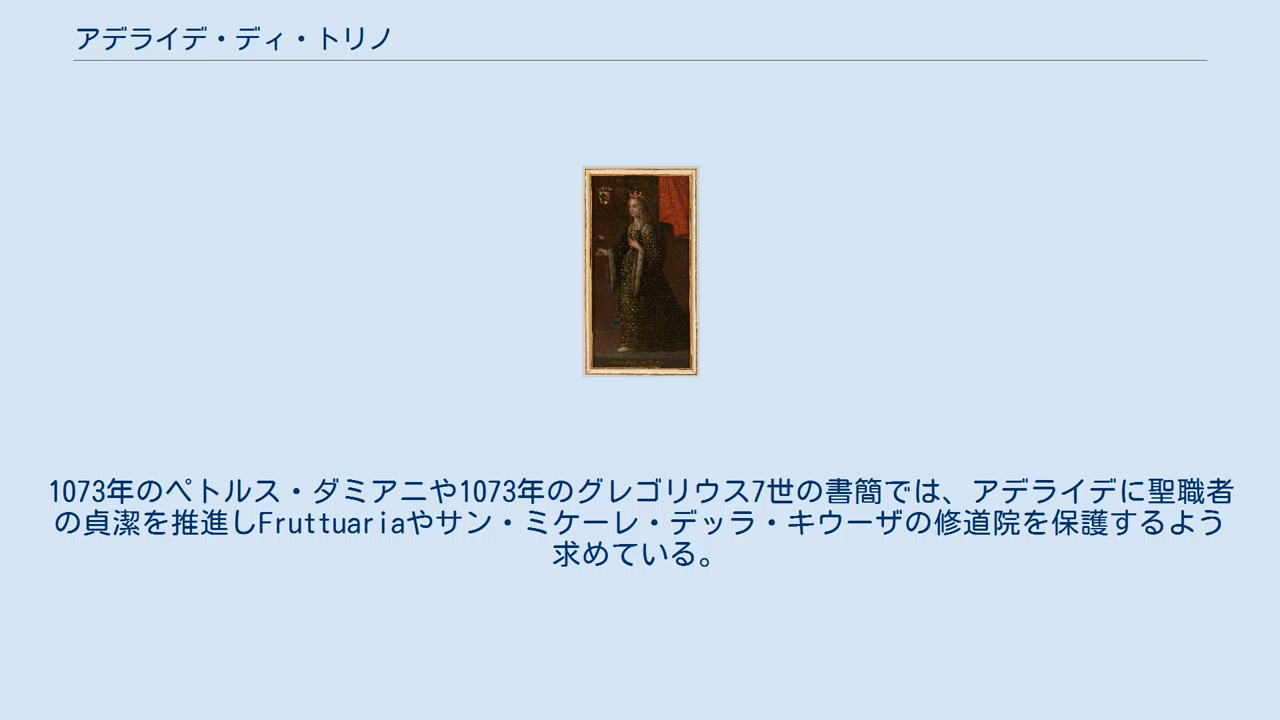 アデライデ・ディ・トリノ
1073年のペトルス・ダミアニや1073年のグレゴリウス7世の書簡では、アデライデに聖職者
の貞潔を推進しFruttuariaやサン・ミケーレ・デッラ・キウーザの修道院を保護するよう
求めている。